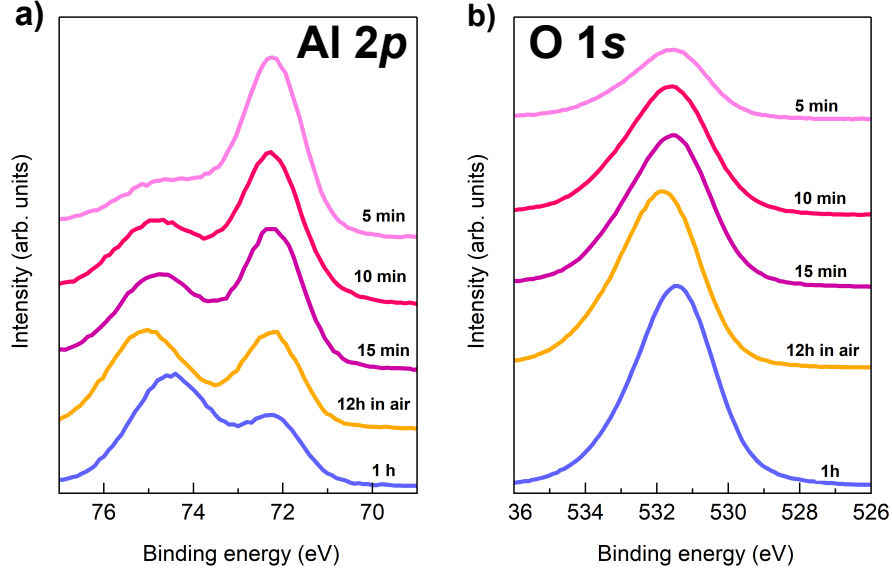 a)
Al 2p
5 min
10 min
15 min
12h in air
1 h
76 74 72 70
Binding energy (eV)
Intensity (arb. units)
b)
O 1s
5 min
10 min
15 min
12h in air
1h
36 534 532 530 528 526
Binding energy (eV)
Intensity (arb. units)